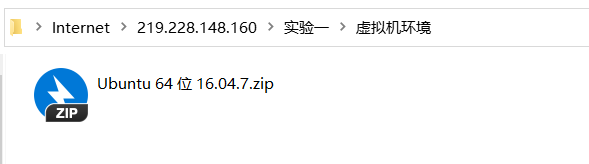 Internet > 219.228.148.160 > 实验一 > 虚拟机环境
Ubuntu 64 位 16.04.7.zip
ZIP